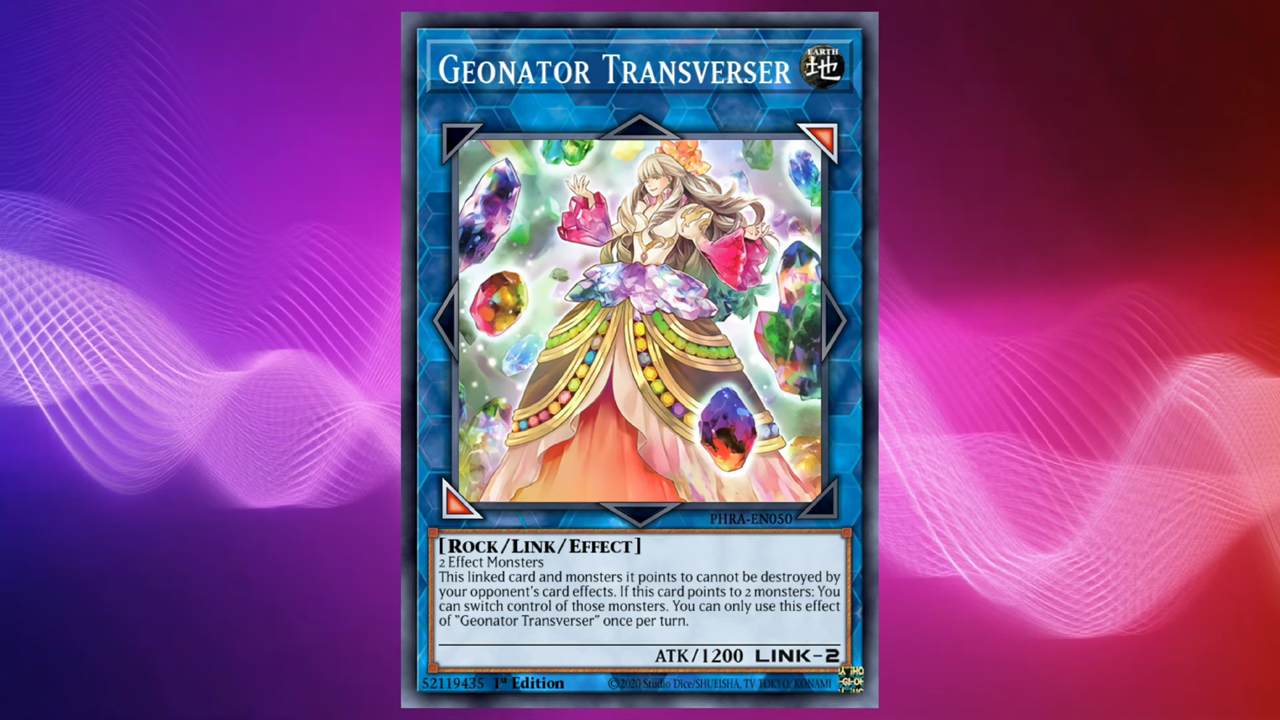 GEONATOR TRANSVERSER
EARTH
地
PHRA-EN050
[ROCK/LINK/EFFECT]
2 Effect Monsters
This linked card and monsters it points to cannot be destroyed by
your opponent's card effects. If this card points to 2 monsters: You
can switch control of those monsters. You can only use this effect
of "Geonator Transverser" once per turn.
ATK/1200 LINK-2
52119435 1st Edition ©2020 Studio Dice/SHUEISHA, TV TOKYO, KONAMI